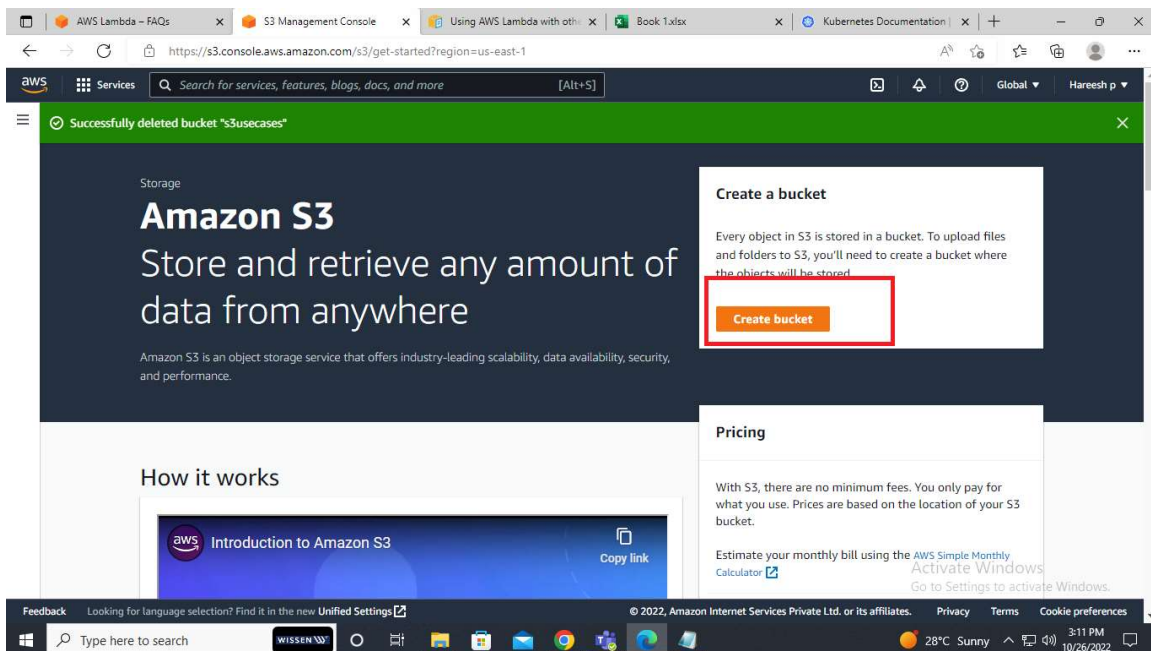 AWS Lambda – FAQs
S3 Management Console
Using AWS Lambda with oth
Book 1.xlsx
Kubernetes Documentation |
https://s3.console.aws.amazon.com/s3/get-started?region=us-east-1
aws
Services
Search for services, features, blogs, docs, and more
[Alt+S]
Global
Hareesh p
Successfully deleted bucket "s3usecases"
Storage
Amazon S3
Store and retrieve any amount of
data from anywhere
Amazon S3 is an object storage service that offers industry-leading scalability, data availability, security,
and performance.
Create a bucket
Every object in S3 is stored in a bucket. To upload files
and folders to S3, you'll need to create a bucket where
the objects will be stored.
Create bucket
Pricing
With S3, there are no minimum fees. You only pay for
what you use. Prices are based on the location of your S3
bucket.
Estimate your monthly bill using the AWS Simple Monthly
Calculator
How it works
aws
Introduction to Amazon S3
Copy link
Activate Windows
Go to Settings to activate Windows.
Feedback
Looking for language selection? Find it in the new Unified Settings
© 2022, Amazon Internet Services Private Ltd. or its affiliates.
Privacy
Terms
Cookie preferences
Type here to search
WISSEN
28°C Sunny
3:11 PM
10/26/2022